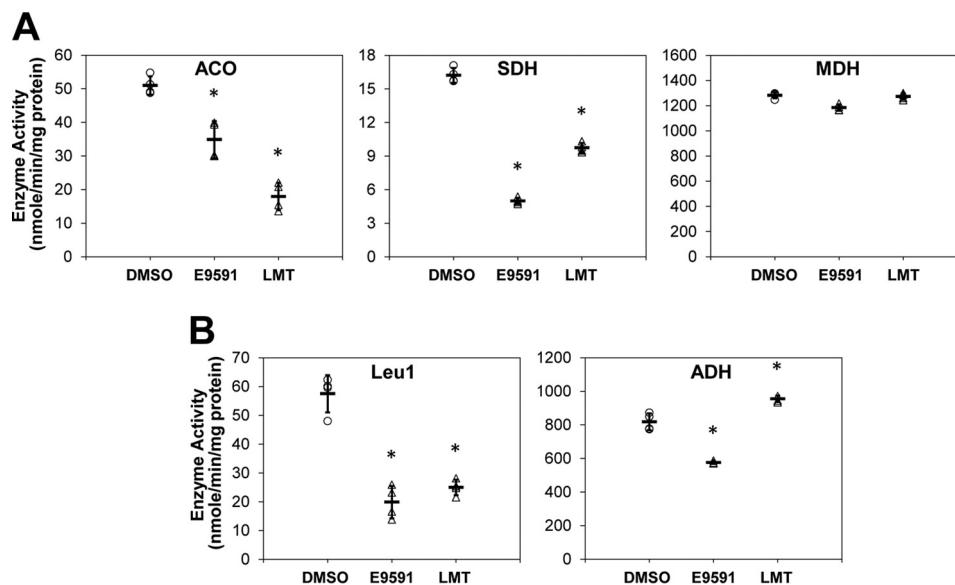 A
ACO
SDH
MDH
Enzyme Activity
(nmole/min/mg protein)
60
50
40
30
20
10
0
*
*
DMSO E9591 LMT
18
15
12
9
6
3
0
*
*
DMSO E9591 LMT
1600
1400
1200
1000
800
600
400
200
0
DMSO E9591 LMT
B
Leu1
ADH
Enzyme Activity
(nmole/min/mg protein)
70
60
50
40
30
20
10
0
*
*
DMSO E9591 LMT
1200
1000
800
600
400
200
0
*
*
DMSO E9591 LMT